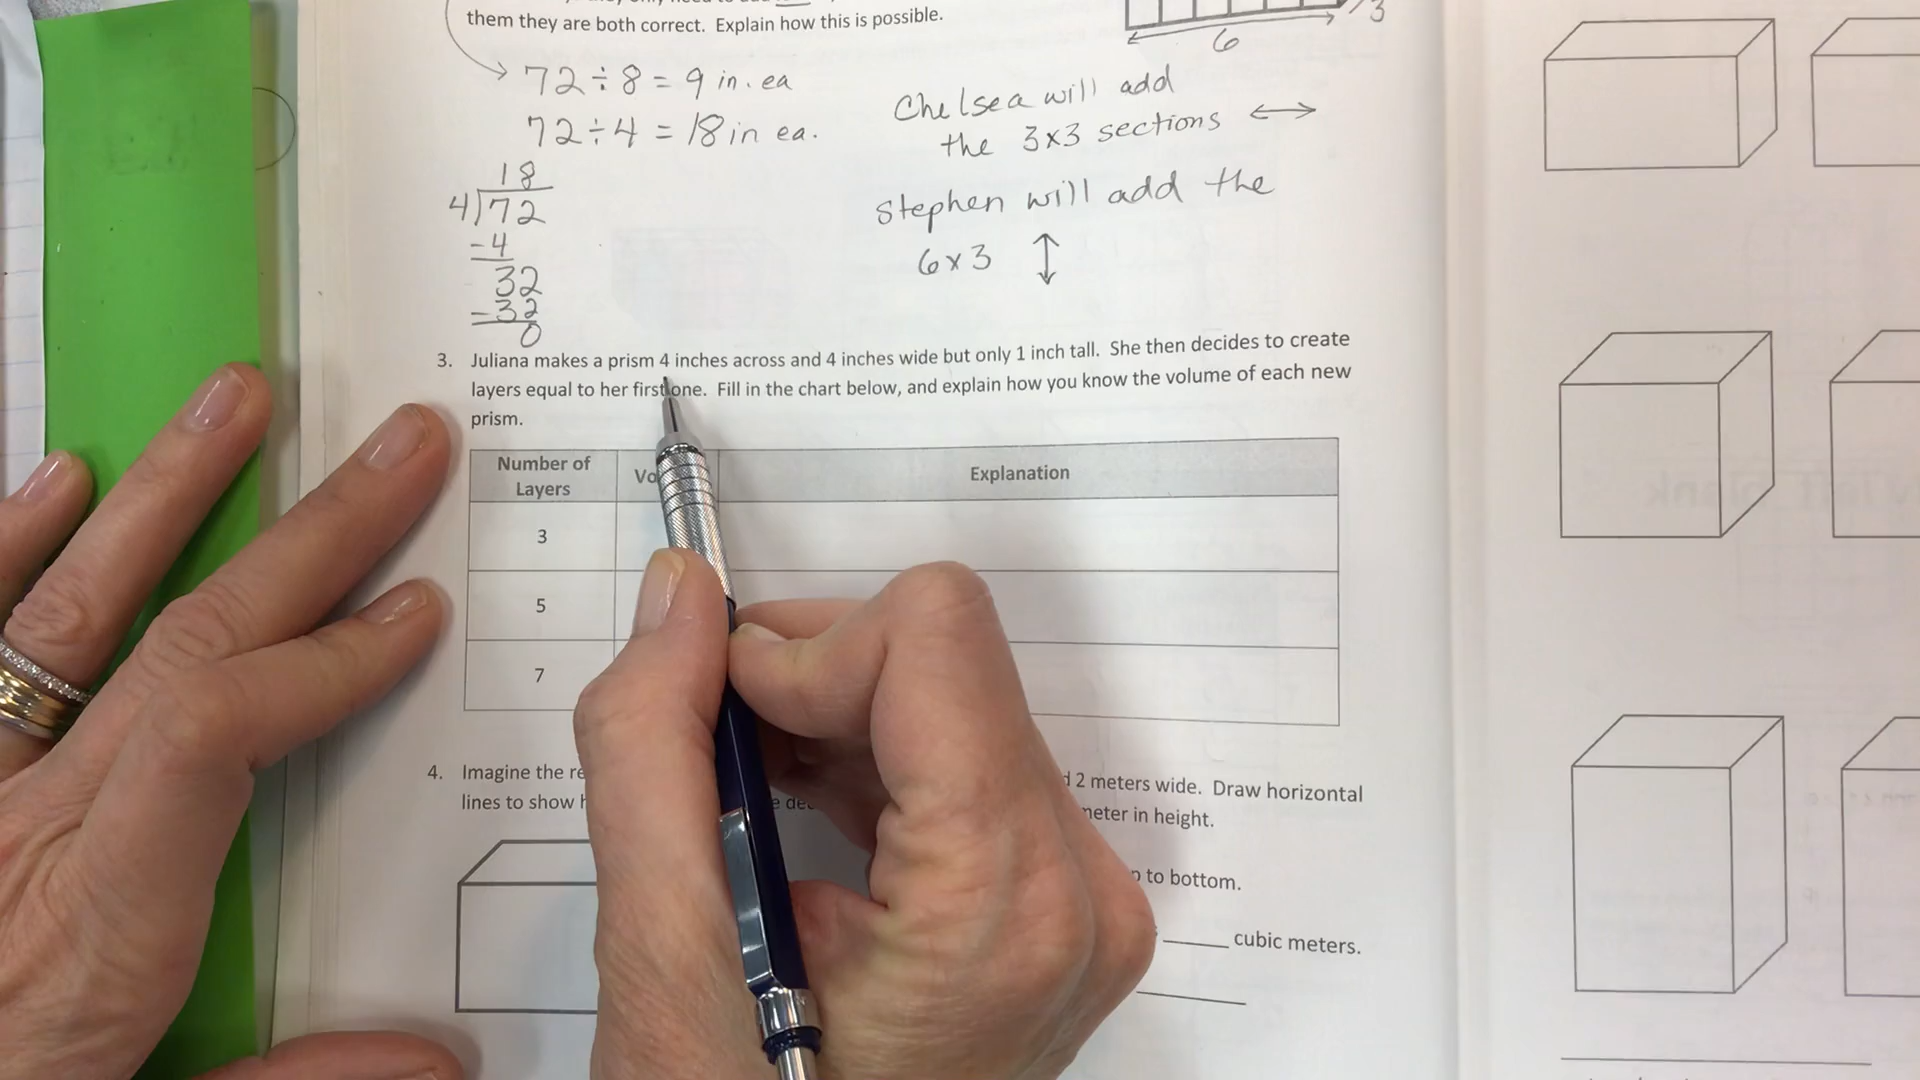 them they are both correct. Explain how this is possible.
3
6
72 ÷ 8 = 9 in. ea
72 ÷ 4 = 18 in ea.
18
4)72
-4
32
-32
0
Chelsea will add
the 3x3 sections ↔
Stephen will add the
6x3 ↕
3. Juliana makes a prism 4 inches across and 4 inches wide but only 1 inch tall. She then decides to create
layers equal to her first one. Fill in the chart below, and explain how you know the volume of each new
prism.
Number of
Layers
Explanation
3
5
7
4. Imagine the
2 meters wide. Draw horizontal
lines to show
in height.
to bottom.
_____ cubic meters.